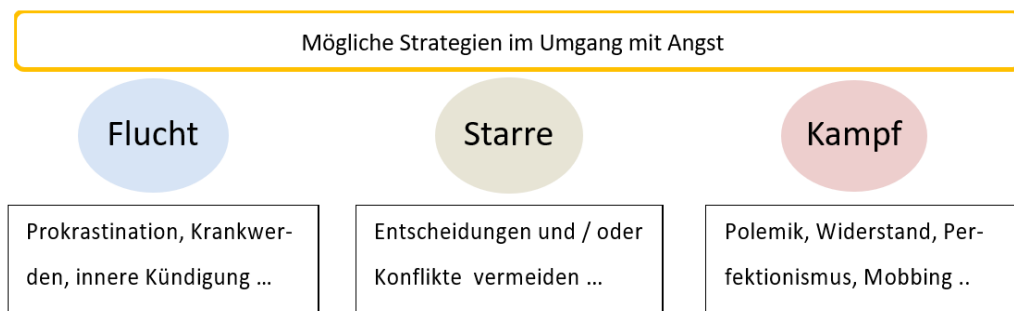 Mögliche Strategien im Umgang mit Angst
Flucht
Starre
Kampf
Prokrastination, Krankwer-
den, innere Kündigung ...
Entscheidungen und / oder
Konflikte vermeiden ...
Polemik, Widerstand, Per-
fektionismus, Mobbing ..